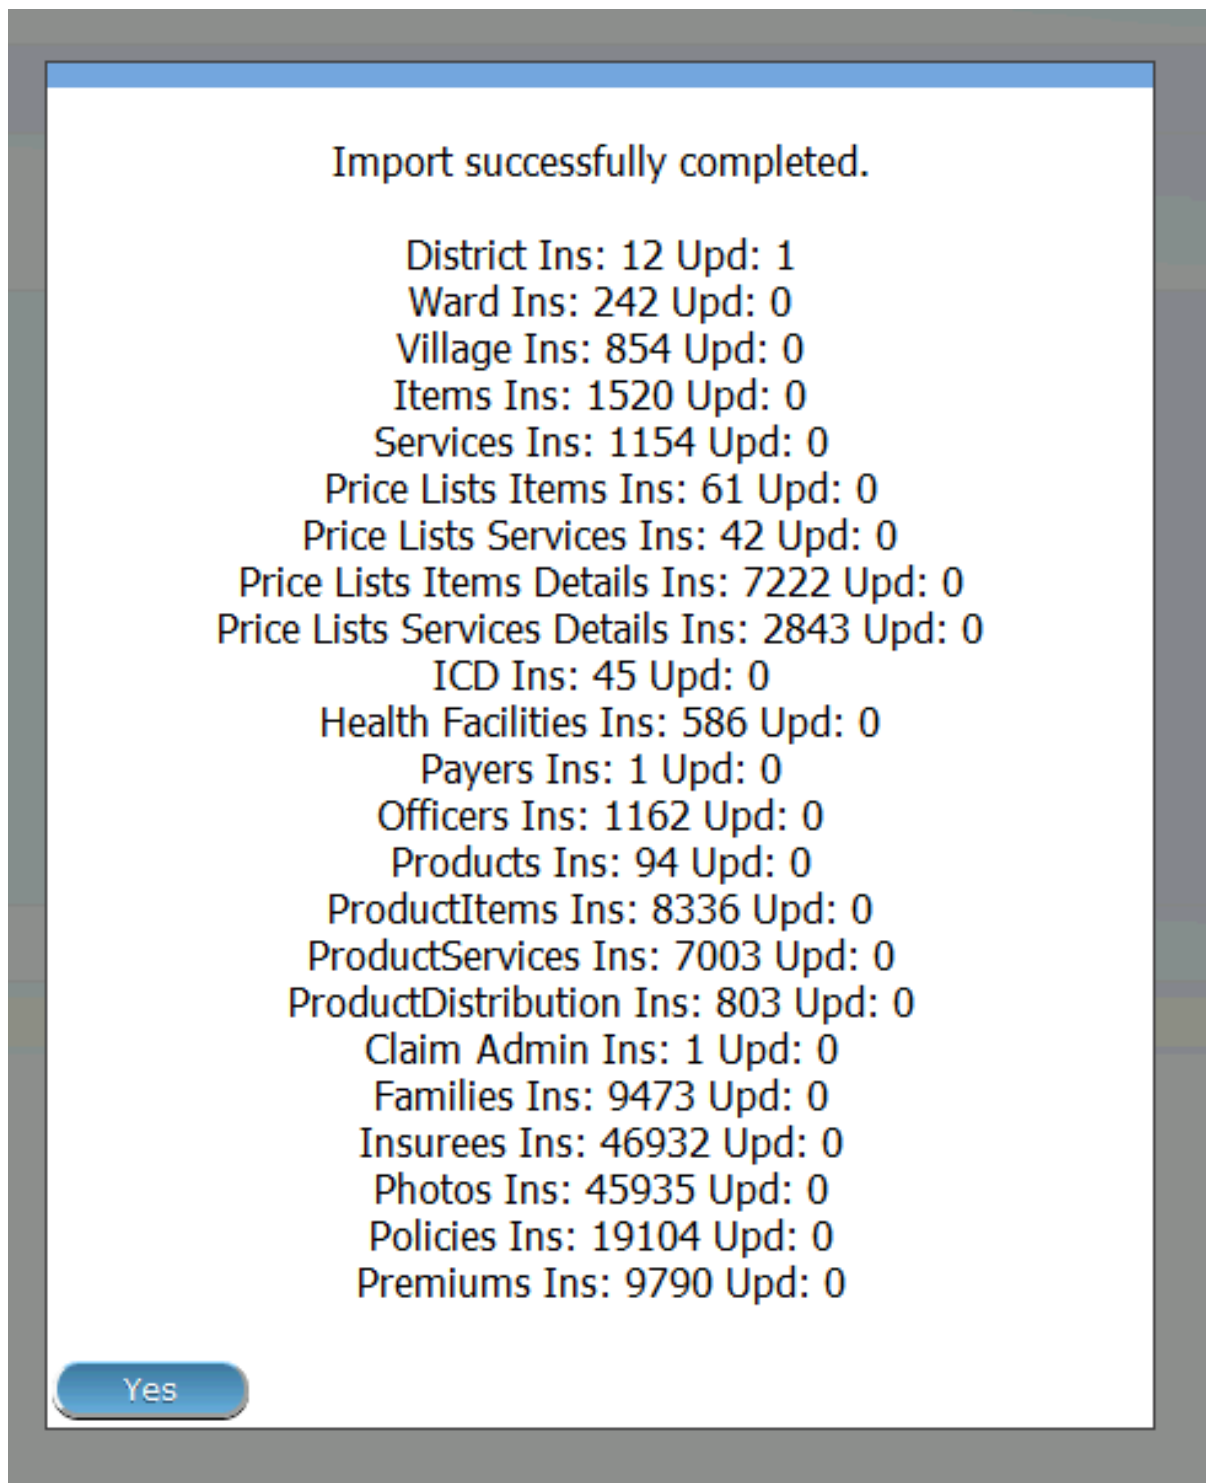 Import successfully completed.
District Ins: 12 Upd: 1
Ward Ins: 242 Upd: 0
Village Ins: 854 Upd: 0
Items Ins: 1520 Upd: 0
Services Ins: 1154 Upd: 0
Price Lists Items Ins: 61 Upd: 0
Price Lists Services Ins: 42 Upd: 0
Price Lists Items Details Ins: 7222 Upd: 0
Price Lists Services Details Ins: 2843 Upd: 0
ICD Ins: 45 Upd: 0
Health Facilities Ins: 586 Upd: 0
Payers Ins: 1 Upd: 0
Officers Ins: 1162 Upd: 0
Products Ins: 94 Upd: 0
ProductItems Ins: 8336 Upd: 0
ProductServices Ins: 7003 Upd: 0
ProductDistribution Ins: 803 Upd: 0
Claim Admin Ins: 1 Upd: 0
Families Ins: 9473 Upd: 0
Insurees Ins: 46932 Upd: 0
Photos Ins: 45935 Upd: 0
Policies Ins: 19104 Upd: 0
Premiums Ins: 9790 Upd: 0
Yes